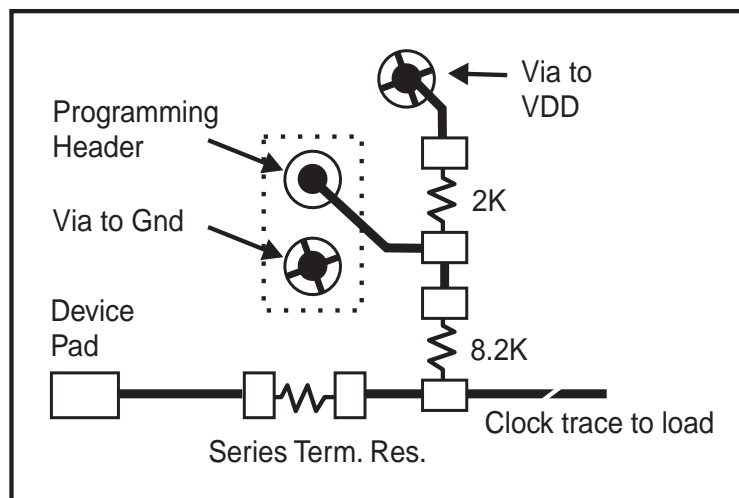 Via to
VDD
Programming
Header
2K
Via to Gnd
Device
Pad
8.2K
Clock trace to load
Series Term. Res.